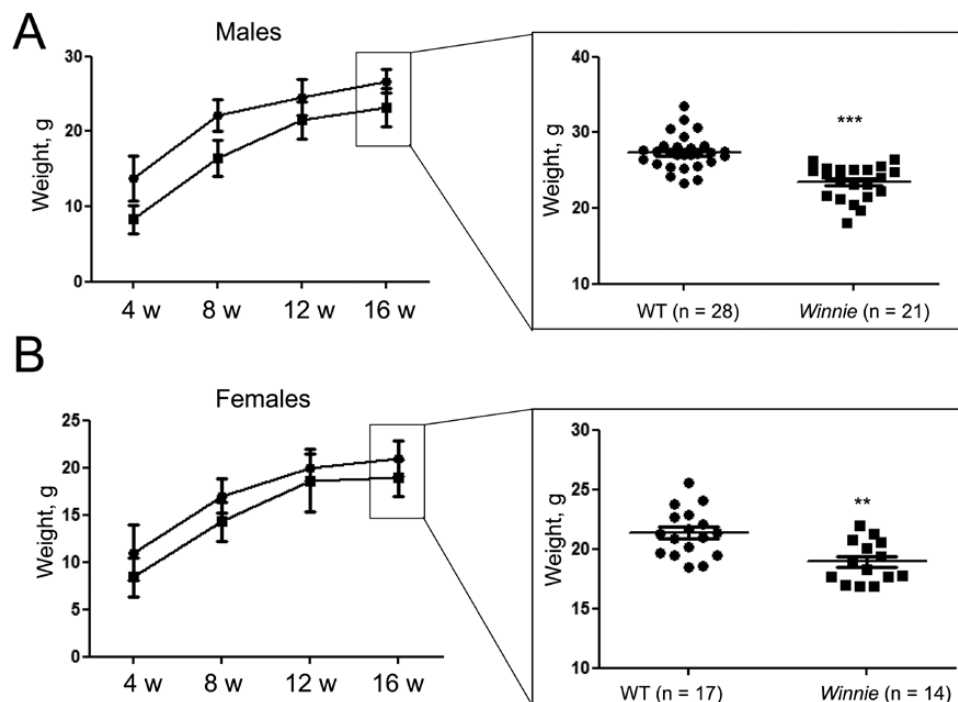 A
Males
Weight, g
30
20
10
0
4 w 8 w 12 w 16 w
Weight, g
40
30
20
10
***
WT (n = 28) Winnie (n = 21)
B
Females
Weight, g
25
20
15
10
5
0
4 w 8 w 12 w 16 w
Weight, g
30
25
20
15
10
**
WT (n = 17) Winnie (n = 14)